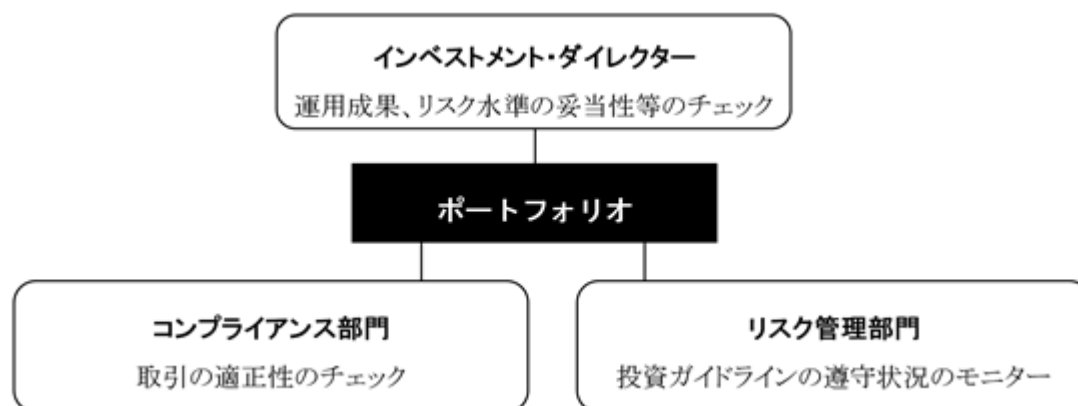 インベストメント・ダイレクター
運用成果、リスク水準の妥当性等のチェック
ポートフォリオ
コンプライアンス部門
取引の適正性のチェック
リスク管理部門
投資ガイドラインの遵守状況のモニター